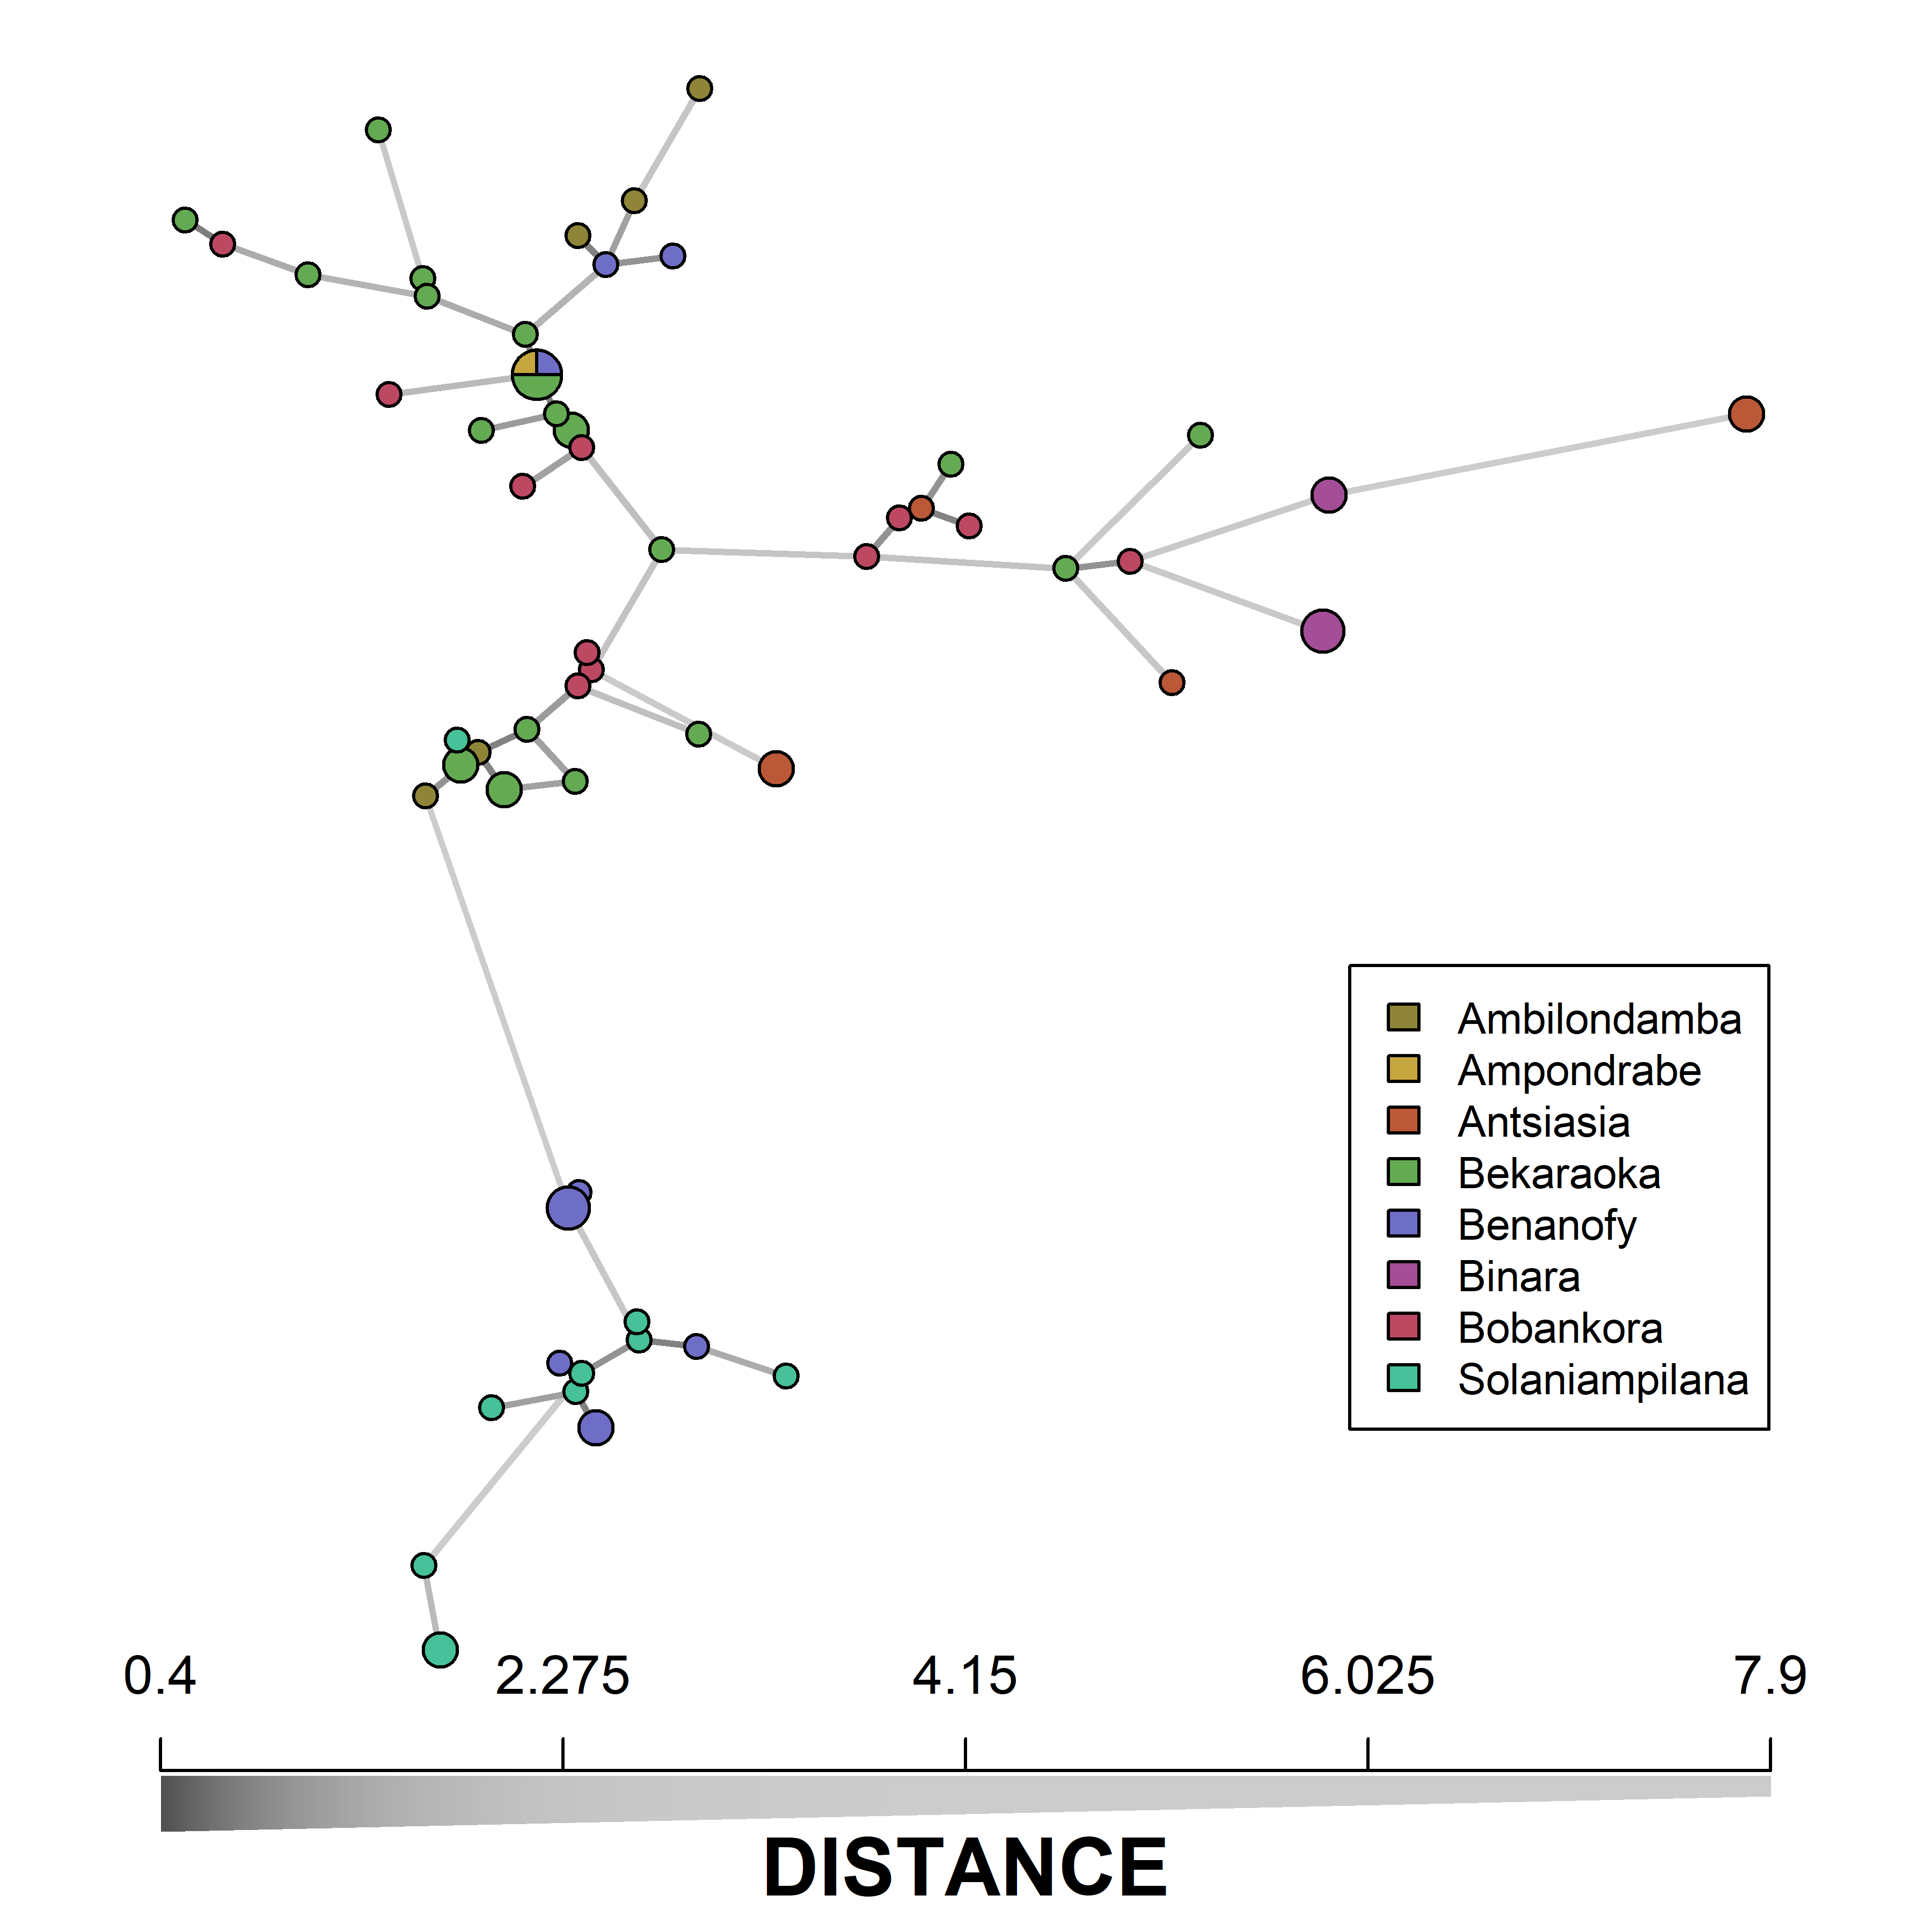 Ambilondamba
Ampondrabe
Antsiasia
Bekaraoka
Benanofy
Binara
Bobankora
Solaniampilana
0.4 2.275 4.15 6.025 7.9
DISTANCE